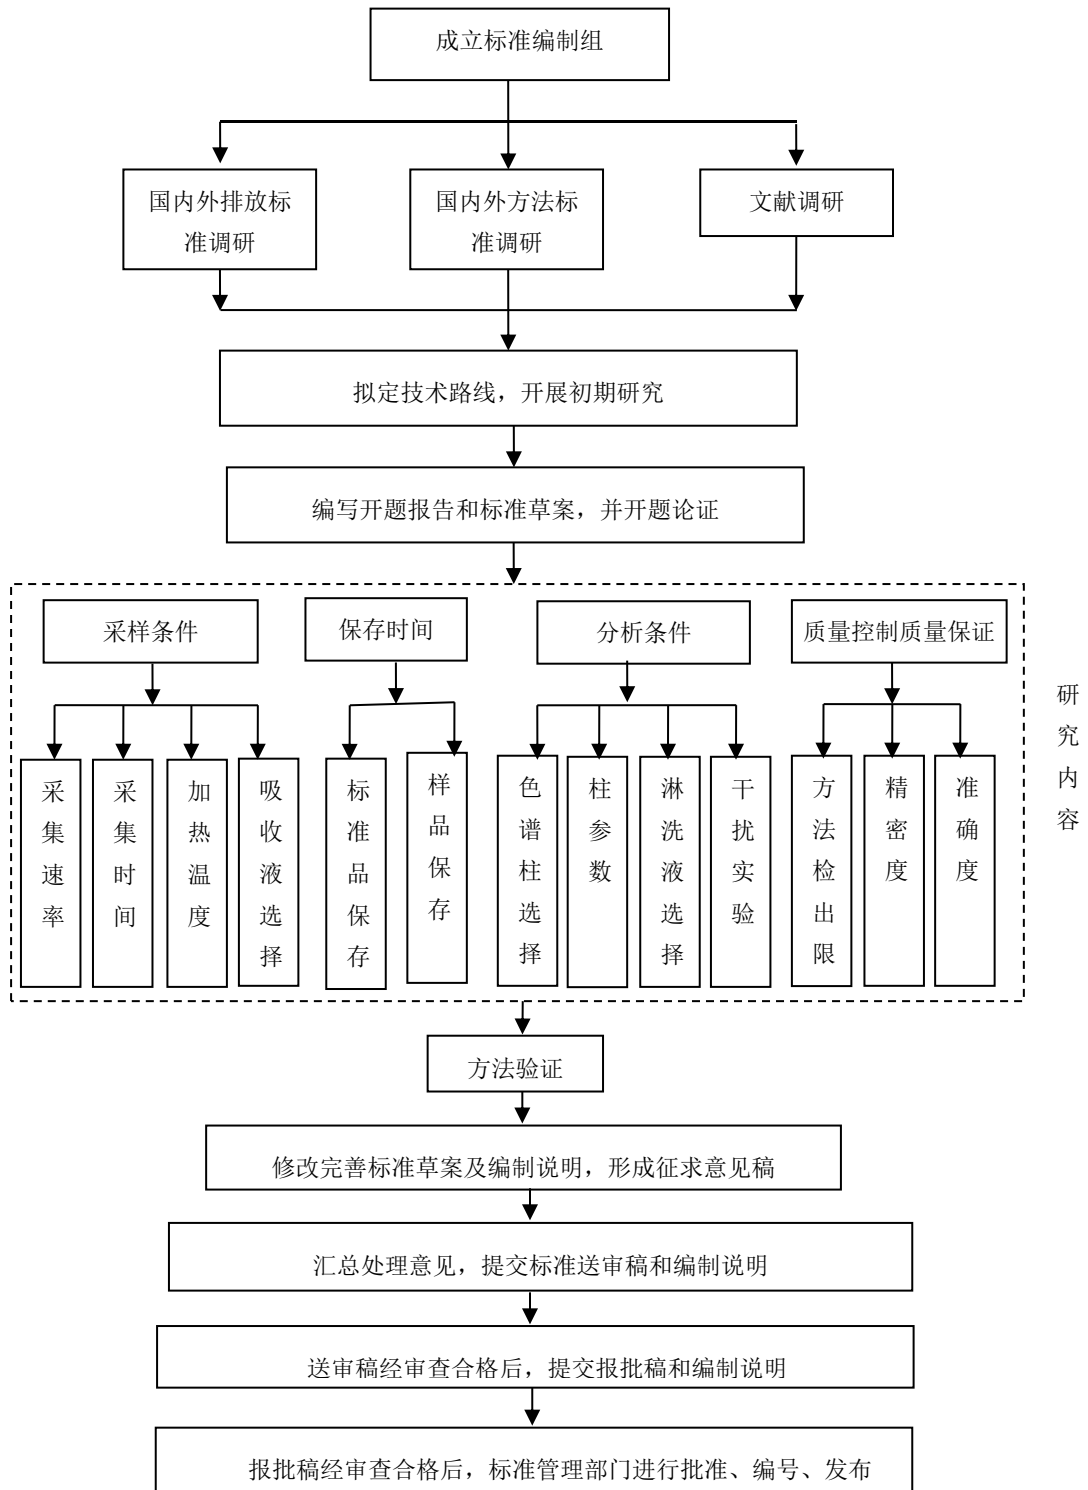 成立标准编制组
国内外排放标
准调研
国内外方法标
准调研
文献调研
拟定技术路线，开展初期研究
编写开题报告和标准草案，并开题论证
采样条件
保存时间
分析条件
质量控制质量保证
采集速率
采集时间
加热温度
吸收液选择
标准品保存
样品保存
色谱柱选择
柱参数
淋洗液选择
干扰实验
方法检出限
精密度
准确度
研究内容
方法验证
修改完善标准草案及编制说明，形成征求意见稿
汇总处理意见，提交标准送审稿和编制说明
送审稿经审查合格后，提交报批稿和编制说明
报批稿经审查合格后，标准管理部门进行批准、编号、发布